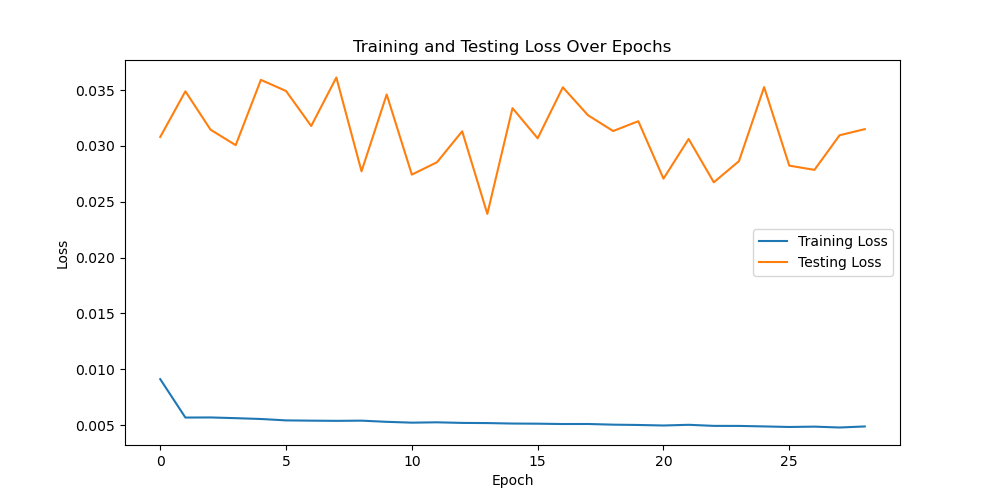 Training and Testing Loss Over Epochs
0.035
0.030
0.025
0.020
0.015
0.010
0.005
Loss
Training Loss
Testing Loss
0 5 10 15 20 25
Epoch